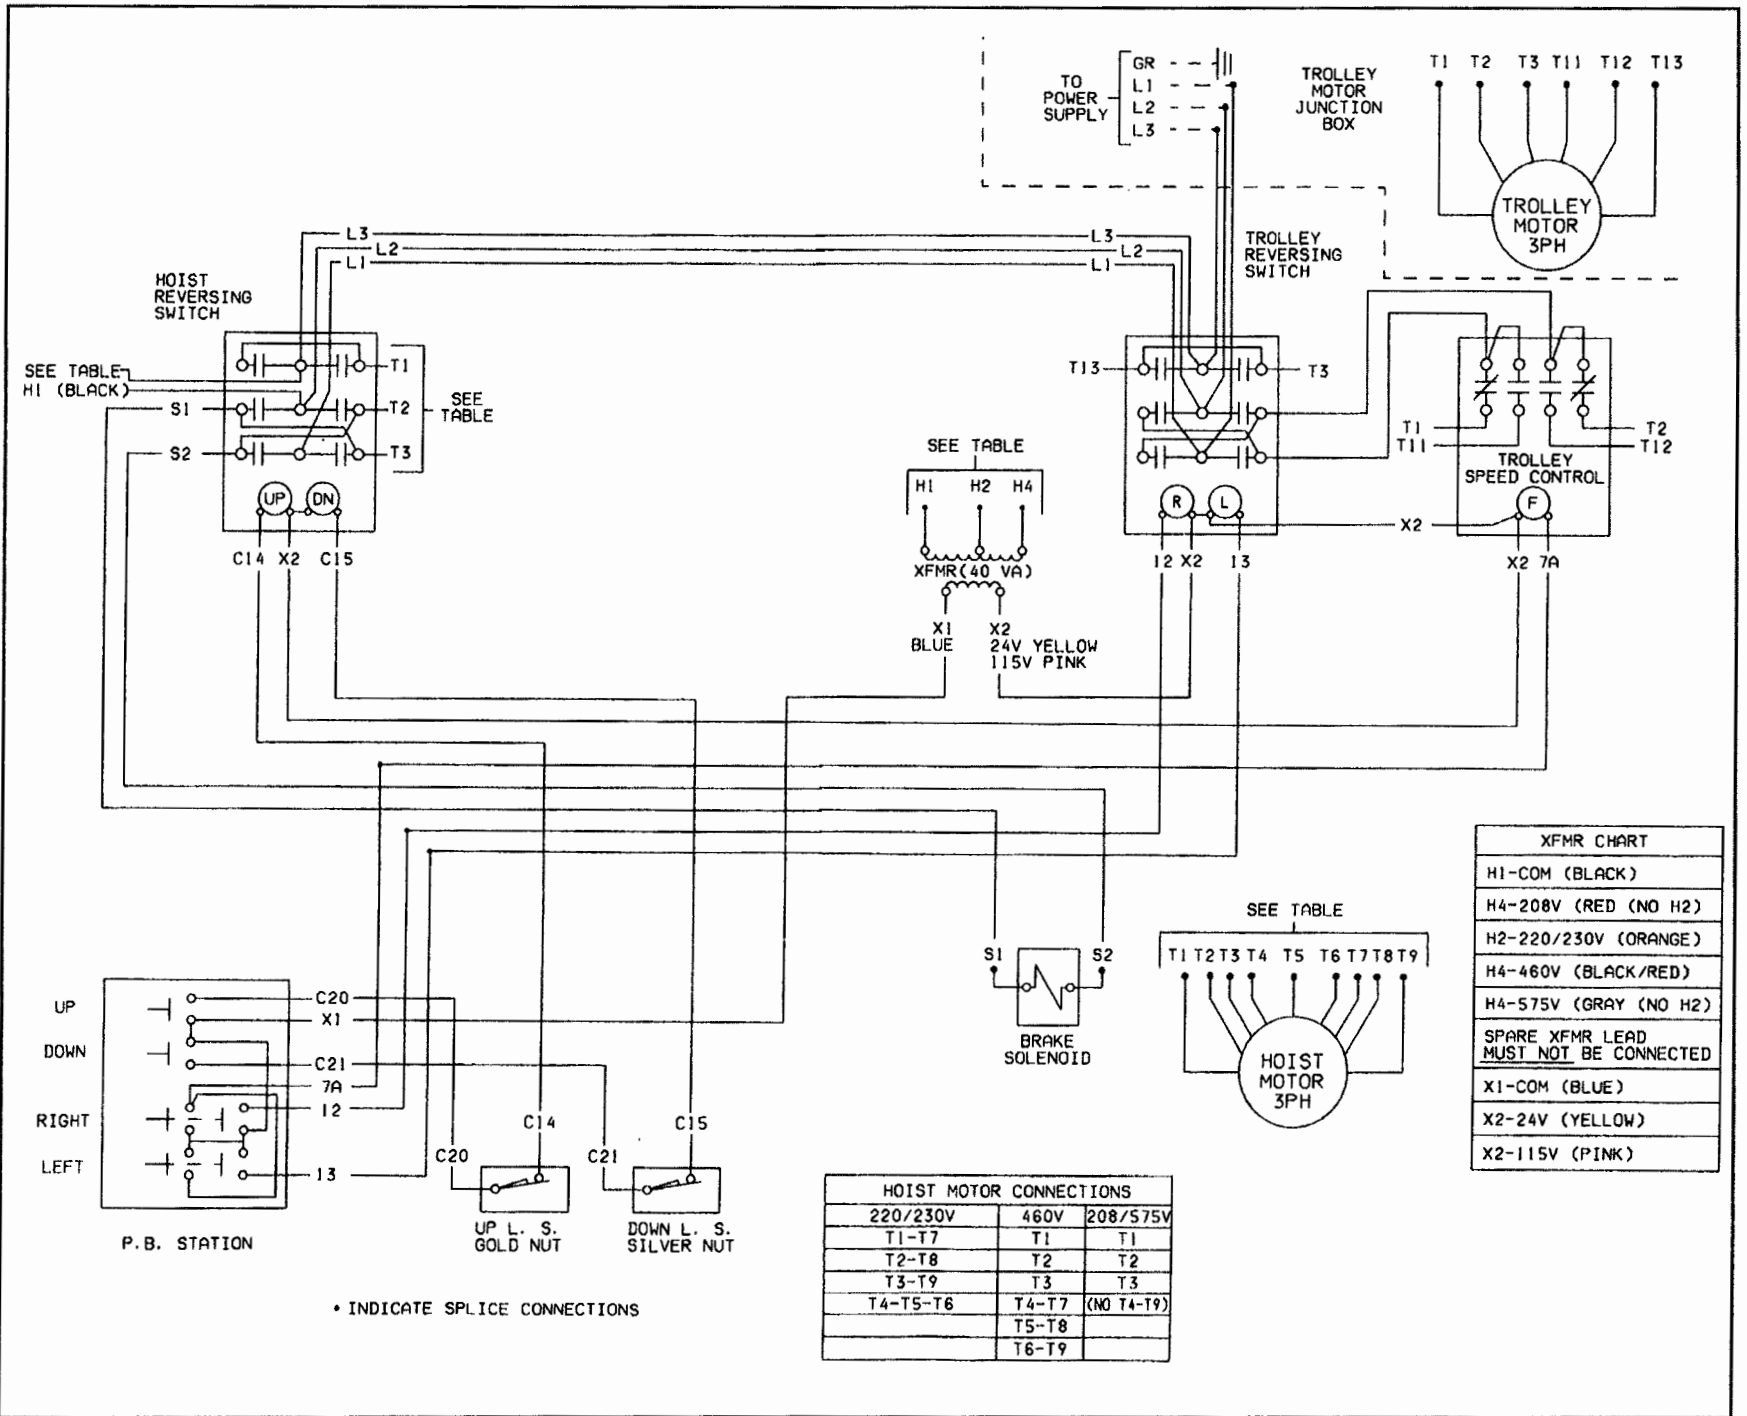 GR
L1
L2
L3
TO
POWER
SUPPLY
TROLLEY
MOTOR
JUNCTION
BOX
T1 T2 T3 T11 T12 T13
TROLLEY
MOTOR
3PH
L3 L3
L2 L2
L1 L1
TROLLEY
REVERSING
SWITCH
HOIST
REVERSING
SWITCH
SEE TABLE
H1 (BLACK)
S1
S2
T1
T2
T3
SEE
TABLE
UP DN
C14 X2 C15
SEE TABLE
H1 H2 H4
XFMR(40 VA)
X1
BLUE
X2
24V YELLOW
115V PINK
T13 T3
R L
12 X2 13
X2
T1
T11
T2
T12
TROLLEY
SPEED CONTROL
F
X2 7A
XFMR CHART
H1-COM (BLACK)
H4-208V (RED (NO H2)
H2-220/230V (ORANGE)
H4-460V (BLACK/RED)
H4-575V (GRAY (NO H2)
SPARE XFMR LEAD
MUST NOT BE CONNECTED
X1-COM (BLUE)
X2-24V (YELLOW)
X2-115V (PINK)
SEE TABLE
T1 T2 T3 T4 T5 T6 T7 T8 T9
HOIST
MOTOR
3PH
S1 S2
BRAKE
SOLENOID
UP
DOWN
RIGHT
LEFT
C20
X1
C21
7A
12
13
P.B. STATION
C20
C14
C21
C15
UP L. S.
GOLD NUT
DOWN L. S.
SILVER NUT
• INDICATE SPLICE CONNECTIONS
HOIST MOTOR CONNECTIONS
220/230V 460V 208/575V
T1-T7 T1 T1
T2-T8 T2 T2
T3-T9 T3 T3
T4-T5-T6 T4-T7 (NO T4-T9)
T5-T8
T6-T9